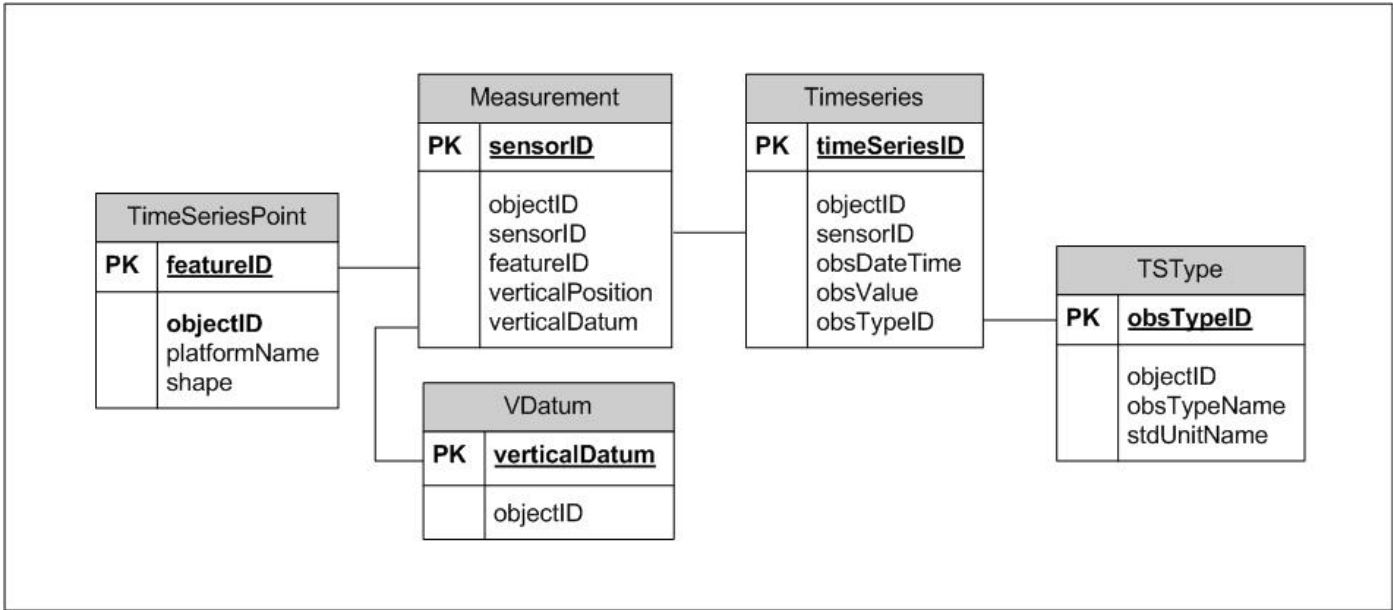 TimeSeriesPoint
PK featureID
objectID
platformName
shape
Measurement
PK sensorID
objectID
sensorID
featureID
verticalPosition
verticalDatum
VDatum
PK verticalDatum
objectID
Timeseries
PK timeSeriesID
objectID
sensorID
obsDateTime
obsValue
obsTypeID
TSType
PK obsTypeID
objectID
obsTypeName
stdUnitName